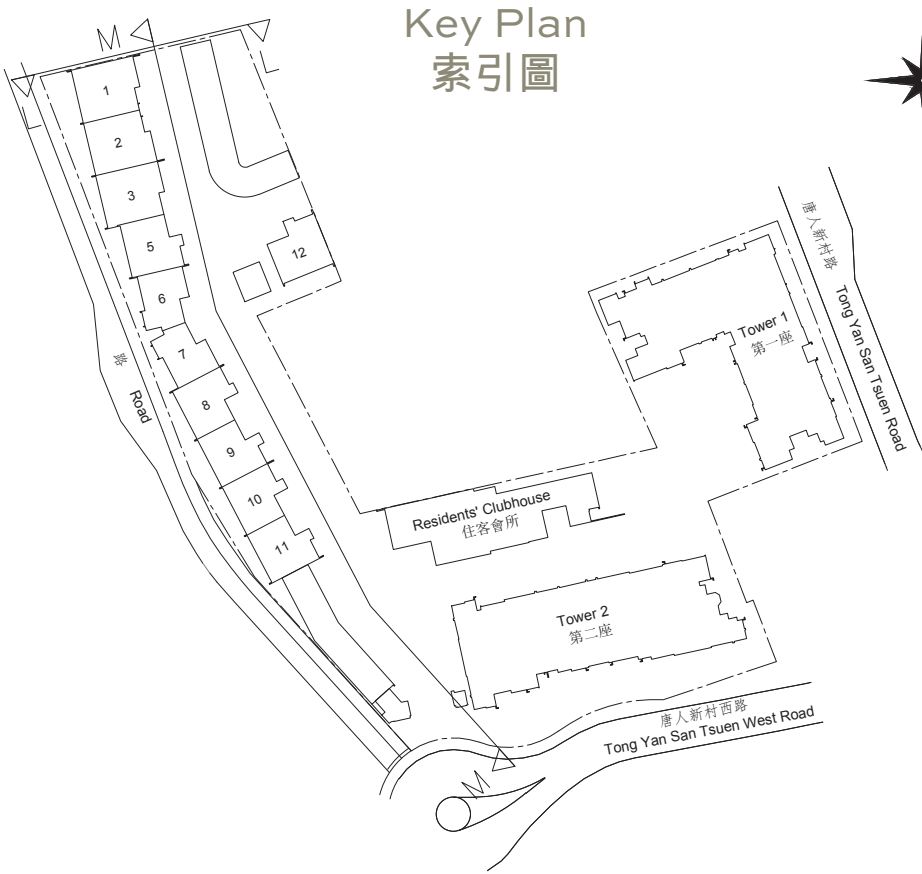 Key Plan
索引圖
M
L
L
1
2
3
5
6
7
8
9
10
11
12
路
Road
唐人新村路
Tong Yan San Tsuen Road
Tower 1
第一座
Residents' Clubhouse
住客會所
Tower 2
第二座
唐人新村西路
Tong Yan San Tsuen West Road
M